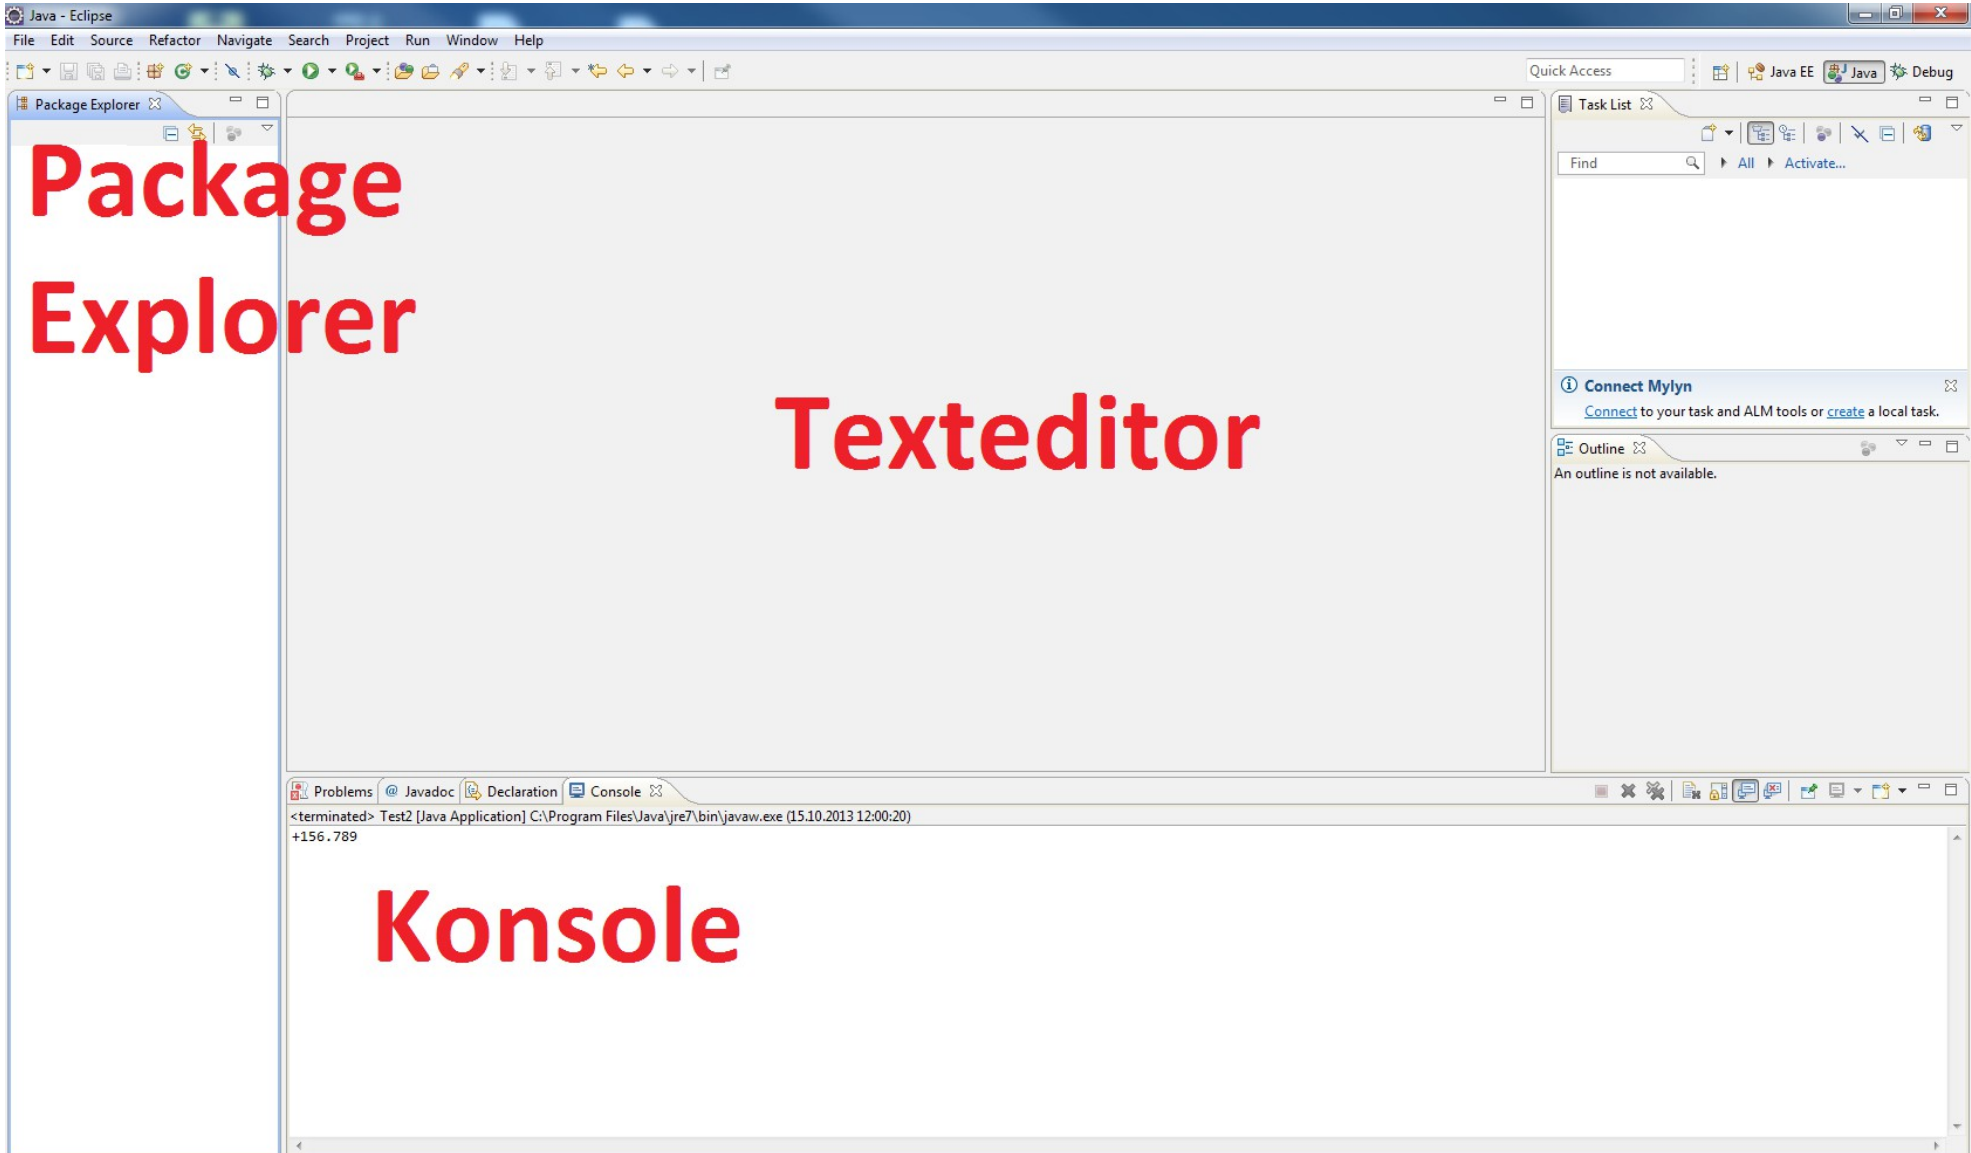 Java - Eclipse
File Edit Source Refactor Navigate Search Project Run Window Help
Quick Access Java EE Java Debug
Package Explorer
Task List
Find All Activate...
Package
Explorer
Texteditor
Connect Mylyn
Connect to your task and ALM tools or create a local task.
Outline
An outline is not available.
Problems @ Javadoc Declaration Console
<terminated> Test2 [Java Application] C:\Program Files\Java\jre7\bin\javaw.exe (15.10.2013 12:00:20)
+156.789
Konsole